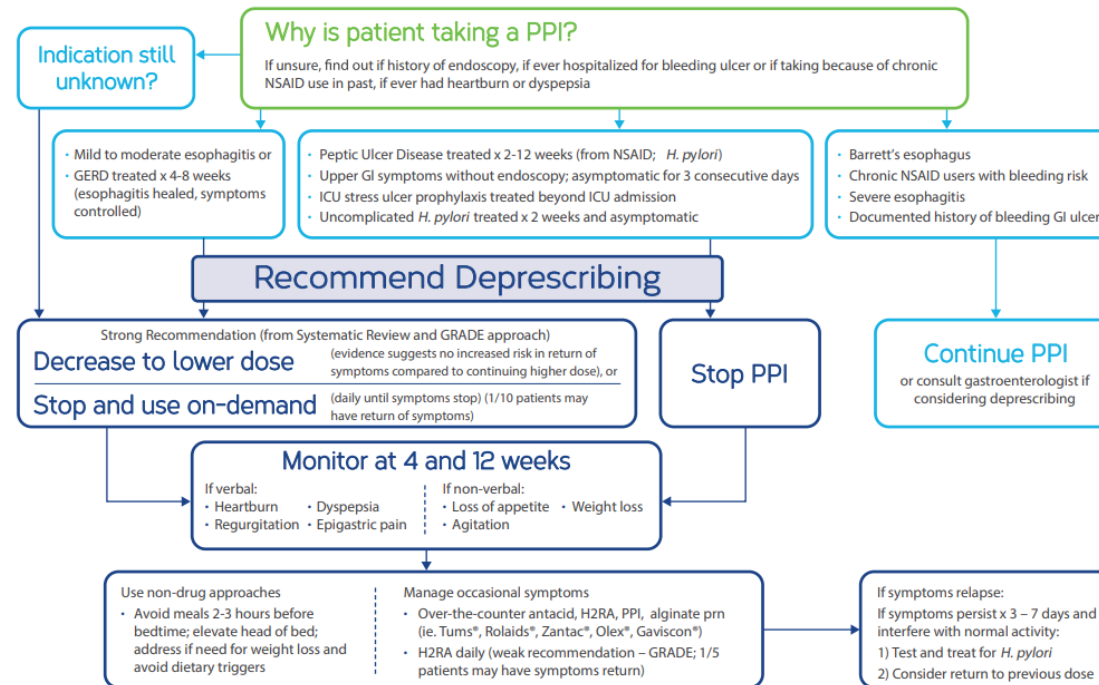 Why is patient taking a PPI?
If unsure, find out if history of endoscopy, if ever hospitalized for bleeding ulcer or if taking because of chronic
NSAID use in past, if ever had heartburn or dyspepsia
Indication still
unknown?
• Mild to moderate esophagitis or
• GERD treated x 4-8 weeks
(esophagitis healed, symptoms
controlled)
• Peptic Ulcer Disease treated x 2-12 weeks (from NSAID; H. pylori)
• Upper GI symptoms without endoscopy; asymptomatic for 3 consecutive days
• ICU stress ulcer prophylaxis treated beyond ICU admission
• Uncomplicated H. pylori treated x 2 weeks and asymptomatic
• Barrett's esophagus
• Chronic NSAID users with bleeding risk
• Severe esophagitis
• Documented history of bleeding GI ulcer
Recommend Deprescribing
Strong Recommendation (from Systematic Review and GRADE approach)
Decrease to lower dose
(evidence suggests no increased risk in return of
symptoms compared to continuing higher dose), or
Stop and use on-demand
(daily until symptoms stop) (1/10 patients may
have return of symptoms)
Stop PPI
Continue PPI
or consult gastroenterologist if
considering deprescribing
Monitor at 4 and 12 weeks
If verbal:
• Heartburn • Dyspepsia
• Regurgitation • Epigastric pain
If non-verbal:
• Loss of appetite • Weight loss
• Agitation
Use non-drug approaches
• Avoid meals 2-3 hours before
bedtime; elevate head of bed;
address if need for weight loss and
avoid dietary triggers
Manage occasional symptoms
• Over-the-counter antacid, H2RA, PPI, alginate prn
(ie. Tums®, Rolaids®, Zantac®, Olex®, Gaviscon®)
• H2RA daily (weak recommendation – GRADE; 1/5
patients may have symptoms return)
If symptoms relapse:
If symptoms persist x 3 – 7 days and
interfere with normal activity:
1) Test and treat for H. pylori
2) Consider return to previous dose